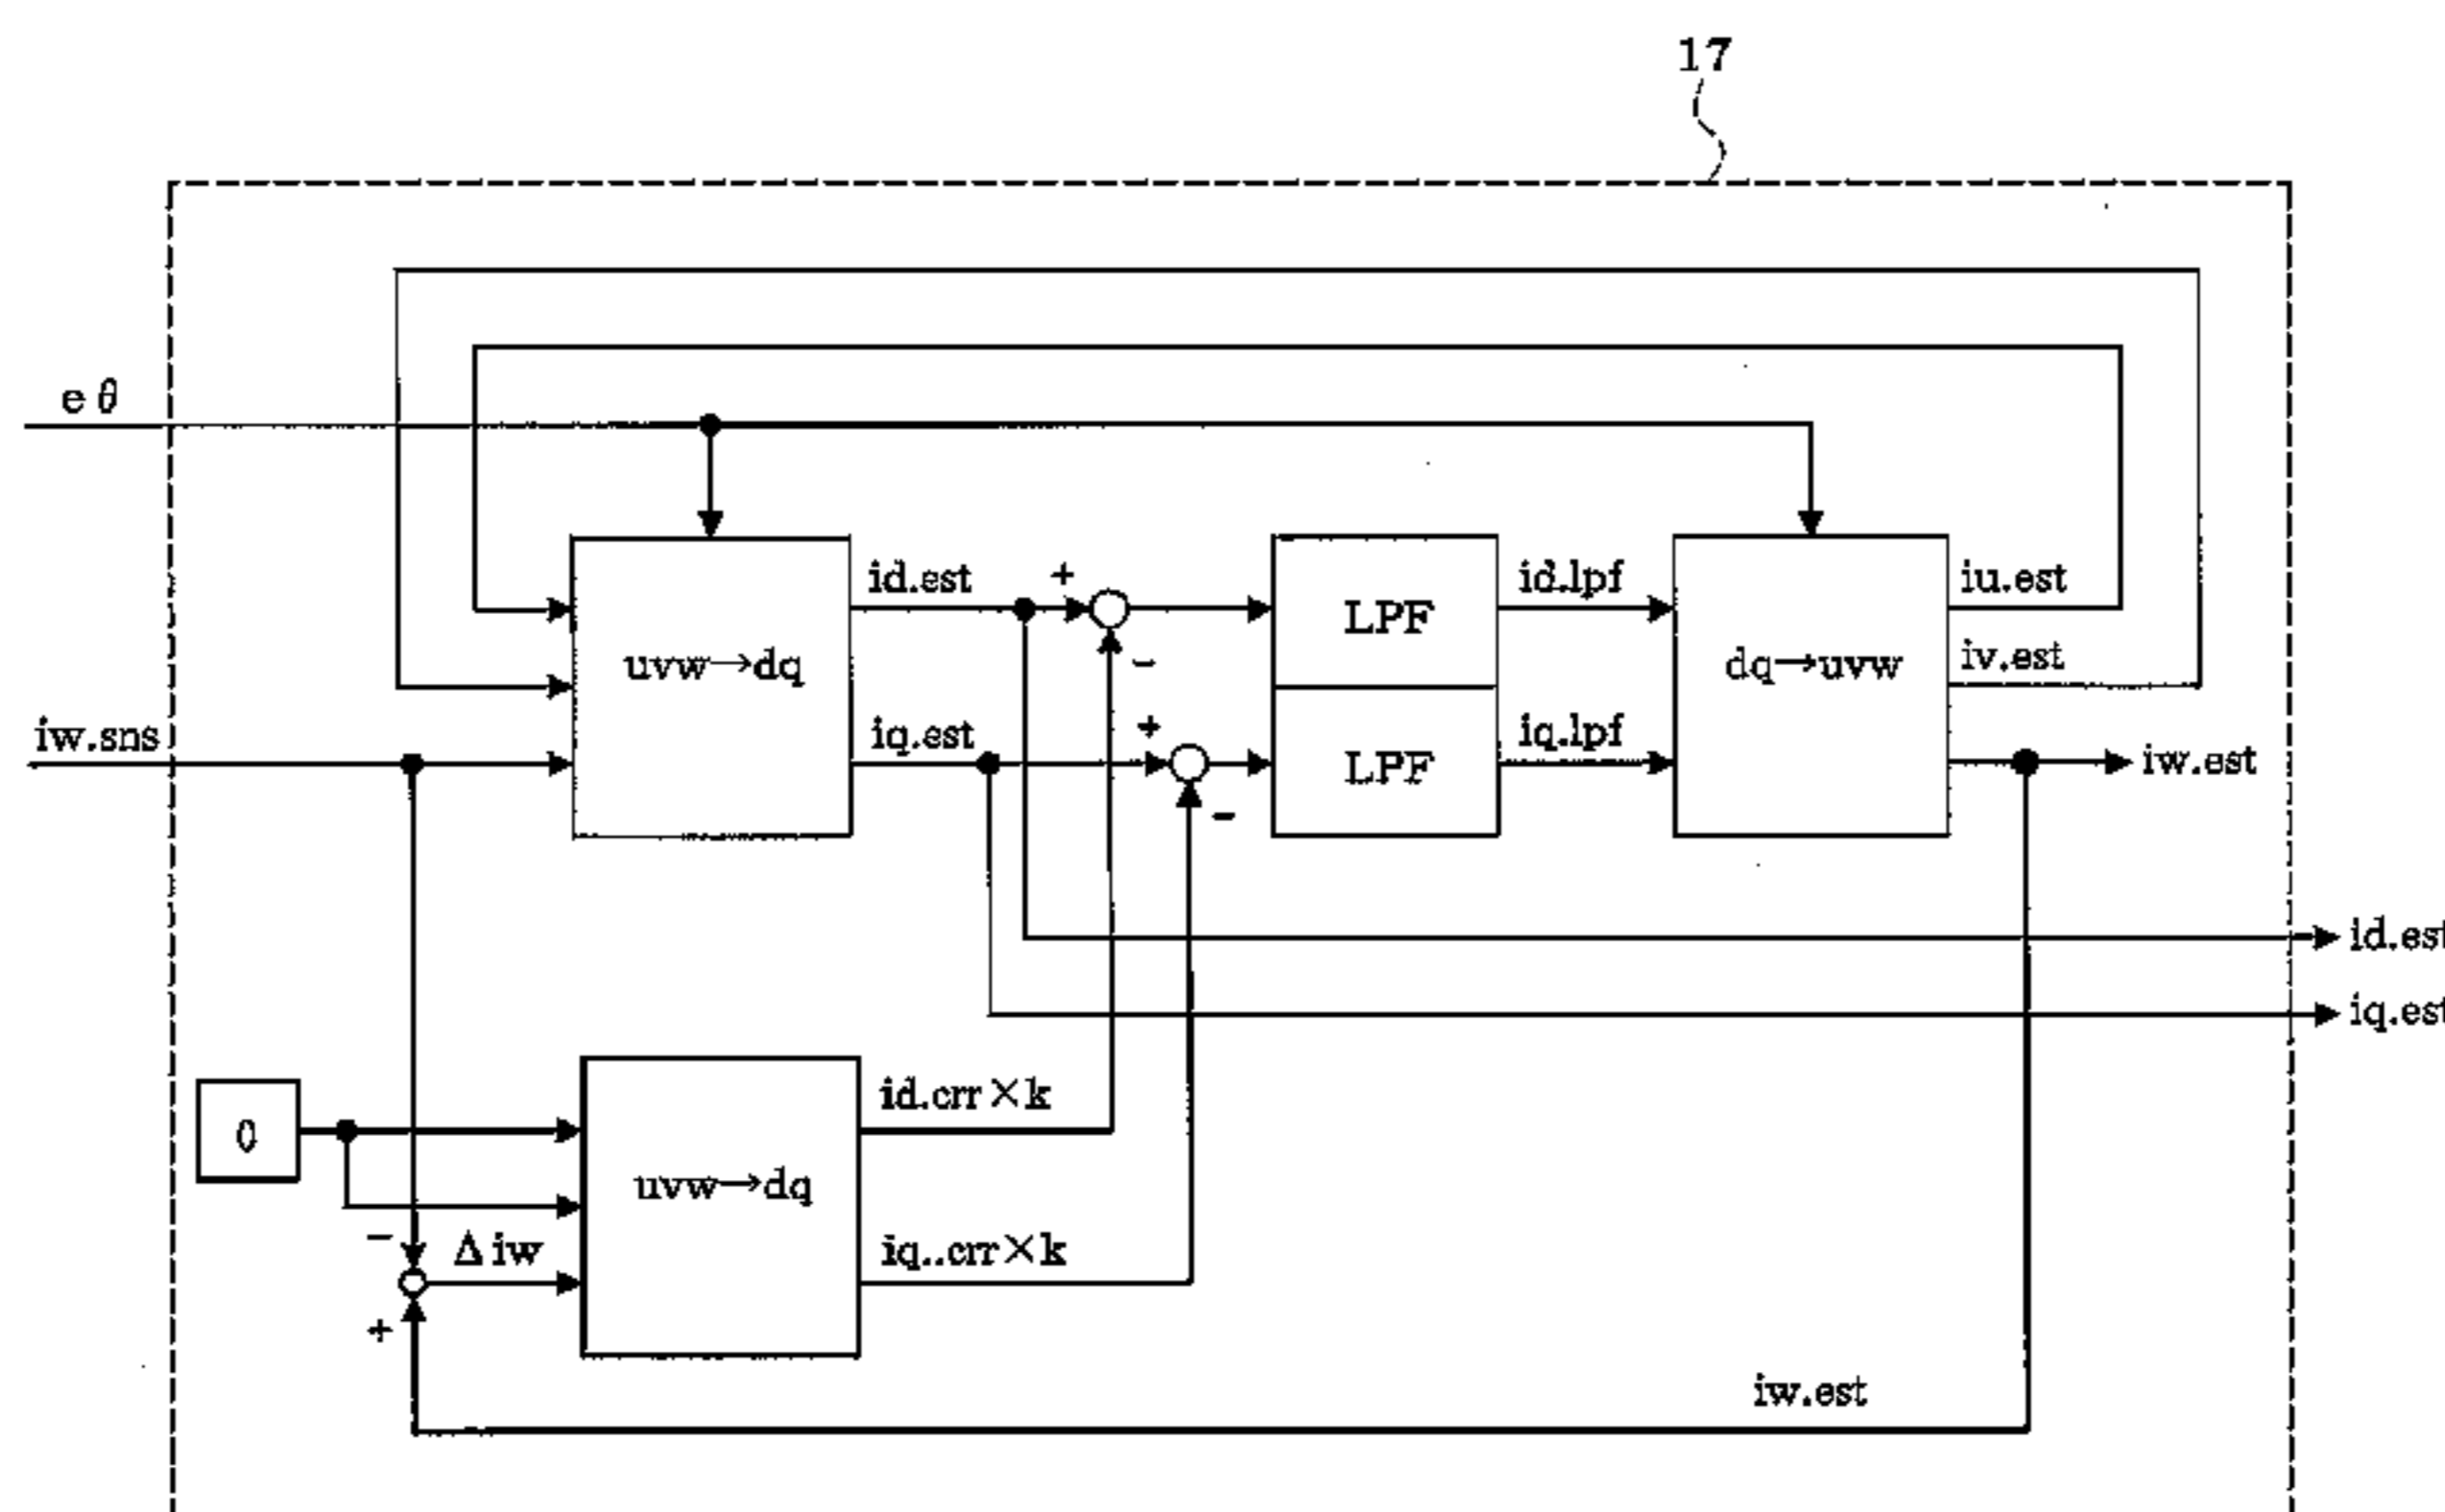 17
e θ
id.est
+
id.lpf
iu.est
LPF
uvw→dq
-
dq→uvw
iv.est
iw.sns
iq.est
+
iq.lpf
LPF
iw.est
-
id.est
iq.est
id.crr×k
0
uvw→dq
-
Δiw
iq..crr×k
+
iw.est